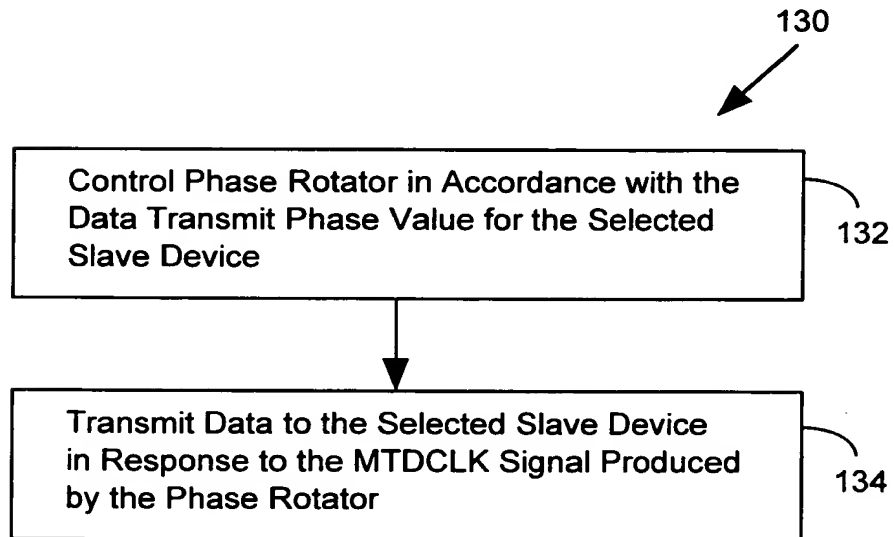 130
Control Phase Rotator in Accordance with the
Data Transmit Phase Value for the Selected
Slave Device
132
Transmit Data to the Selected Slave Device
in Response to the MTDCLK Signal Produced
by the Phase Rotator
134